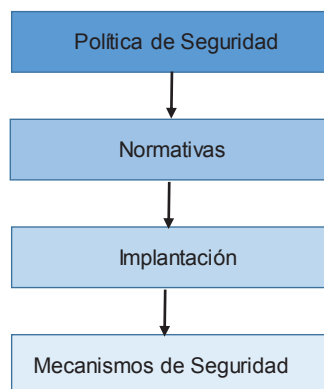 Política de Seguridad
Normativas
Implantación
Mecanismos de Seguridad